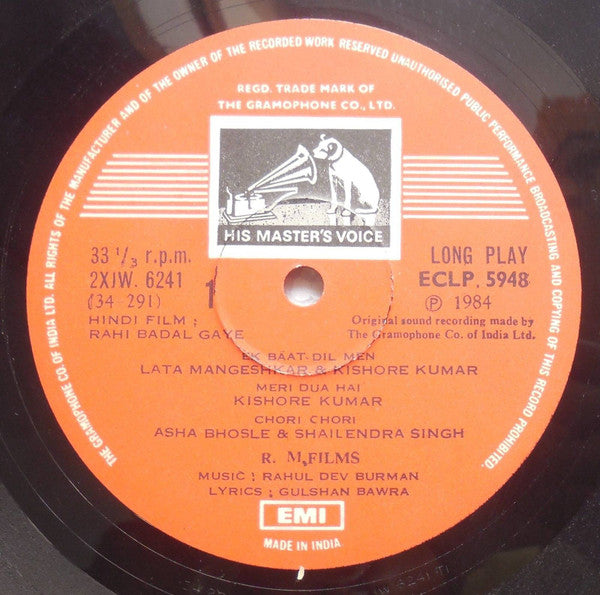 ALL RIGHTS OF THE MANUFACTURER AND OF THE OWNER OF THE RECORDED WORK RESERVED UNAUTHORISED PUBLIC PERFORMANCE BROADCASTING AND COPYING OF THIS RECORD PROHIBITED
THE GRAMOPHONE CO. OF INDIA LTD.
REGD. TRADE MARK OF
THE GRAMOPHONE CO., LTD.
HIS MASTER'S VOICE
33 1/3 r.p.m.
2XJW. 6241
(34-291)
1
LONG PLAY
ECLP. 5948
℗ 1984
HINDI FILM ;
RAHI BADAL GAYE
Original sound recording made by
The Gramophone Co. of India Ltd.
EK BAAT DIL MEN
LATA MANGESHKAR & KISHORE KUMAR
MERI DUA HAI
KISHORE KUMAR
CHORI CHORI
ASHA BHOSLE & SHAILENDRA SINGH
R. M. FILMS
MUSIC ; RAHUL DEV BURMAN
LYRICS ; GULSHAN BAWRA
EMI
MADE IN INDIA